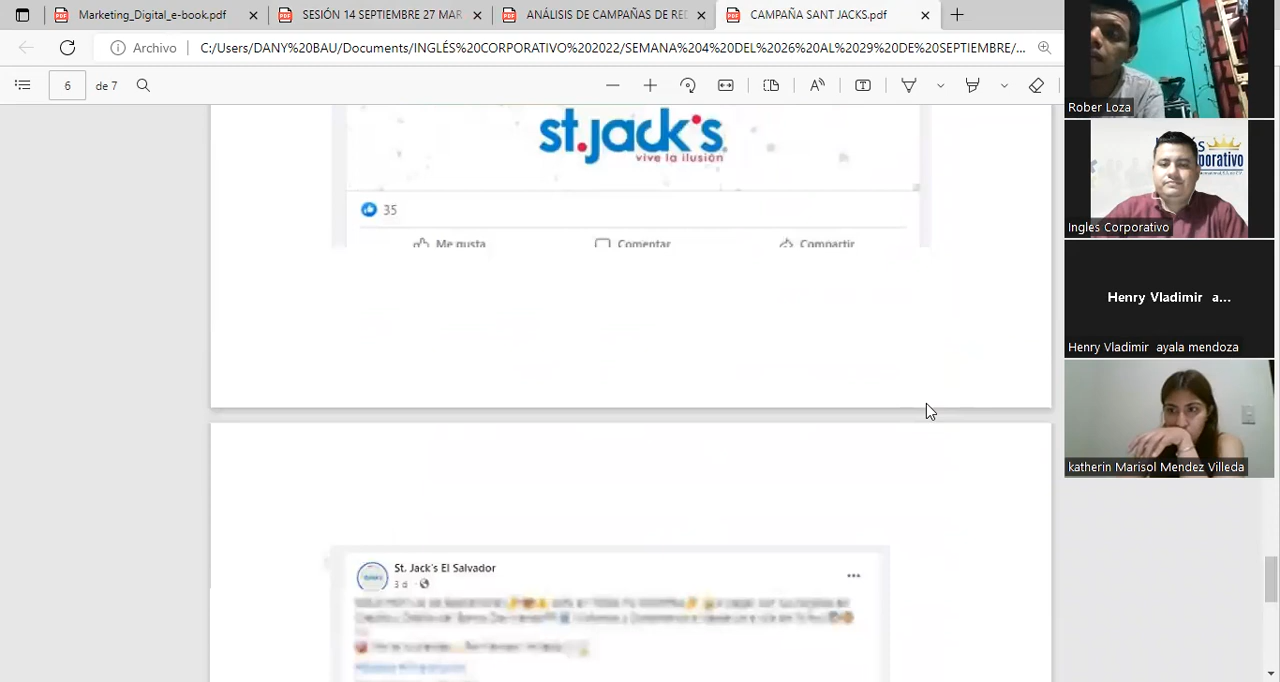 Marketing_Digital_e-book.pdf
SESIÓN 14 SEPTIEMBRE 27 MAR
ANÁLISIS DE CAMPAÑAS DE RED
CAMPAÑA SANT JACKS.pdf
Archivo
C:/Users/DANY%20BAU/Documents/INGLÉS%20CORPORATIVO%202022/SEMANA%204%20DEL%2026%20AL%2029%20DE%20SEPTIEMBRE/...
6 de 7
st.jack's
vive la ilusión
35
Me gusta
Comentar
Compartir
St. Jack's El Salvador
3 d
Rober Loza
Ingles Corporativo
Henry Vladimir a...
Henry Vladimir ayala mendoza
katherin Marisol Mendez Villeda